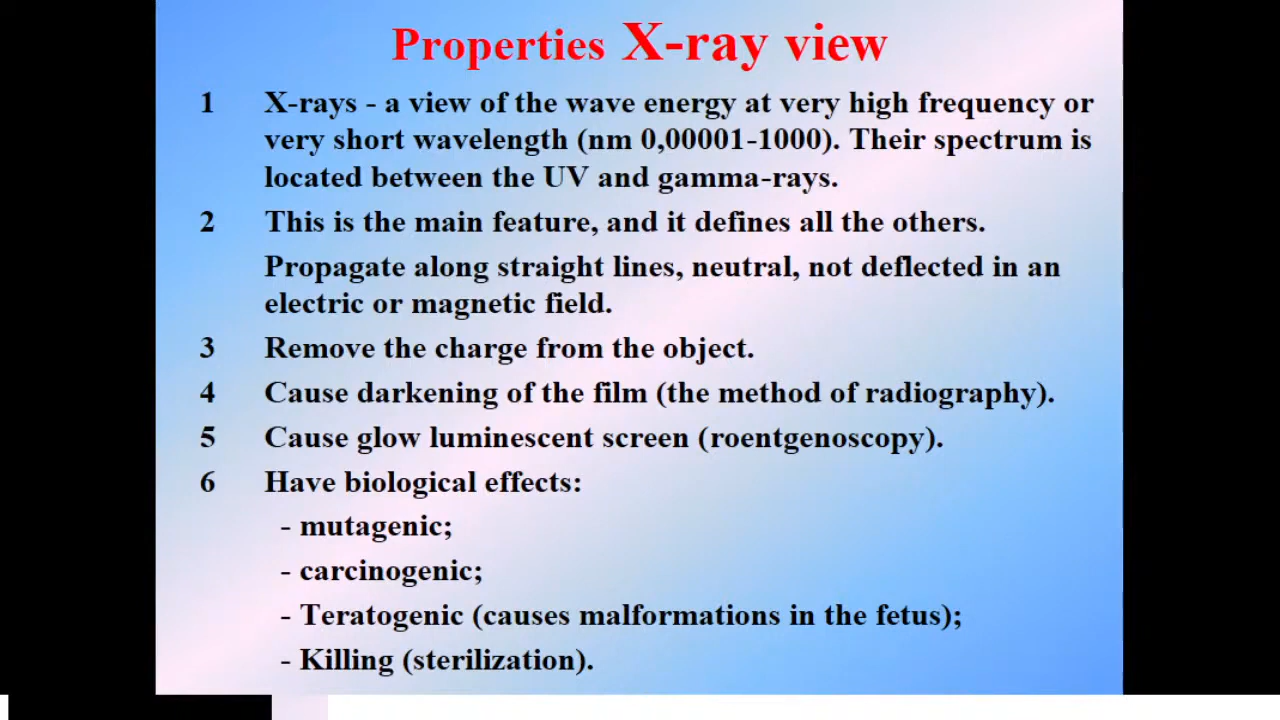 Properties X-ray view
1 X-rays - a view of the wave energy at very high frequency or
very short wavelength (nm 0,00001-1000). Their spectrum is
located between the UV and gamma-rays.
2 This is the main feature, and it defines all the others.
Propagate along straight lines, neutral, not deflected in an
electric or magnetic field.
3 Remove the charge from the object.
4 Cause darkening of the film (the method of radiography).
5 Cause glow luminescent screen (roentgenoscopy).
6 Have biological effects:
- mutagenic;
- carcinogenic;
- Teratogenic (causes malformations in the fetus);
- Killing (sterilization).